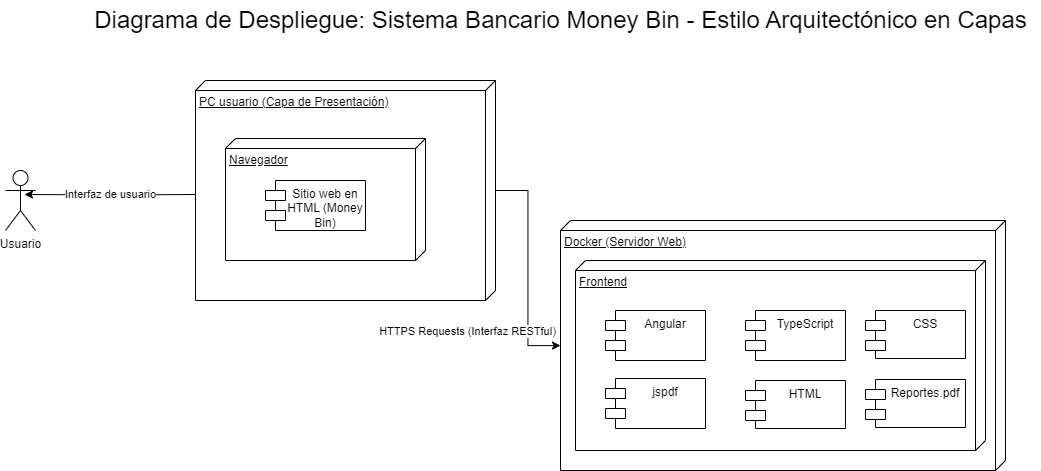 Diagrama de Despliegue: Sistema Bancario Money Bin - Estilo Arquitectónico en Capas
PC usuario (Capa de Presentación)
Navegador
Sitio web en
HTML (Money
Bin)
Interfaz de usuario
Usuario
Docker (Servidor Web)
Frontend
HTTPS Requests (Interfaz RESTful)
Angular
TypeScript
CSS
jspdf
HTML
Reportes.pdf